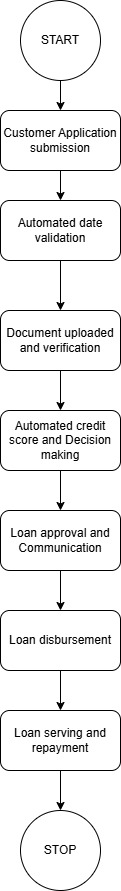 START
Customer Application
submission
Automated date
validation
Document uploaded
and verification
Automated credit
score and Decision
making
Loan approval and
Communication
Loan disbursement
Loan serving and
repayment
STOP